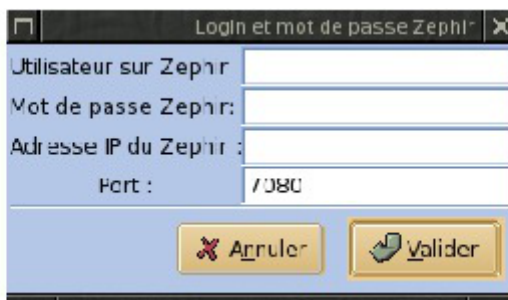 Login et mot de passe Zephir
Utilisateur sur Zephir
Mot de passe Zephir:
Adresse IP du Zephir :
Port :
7080
Annuler
Valider